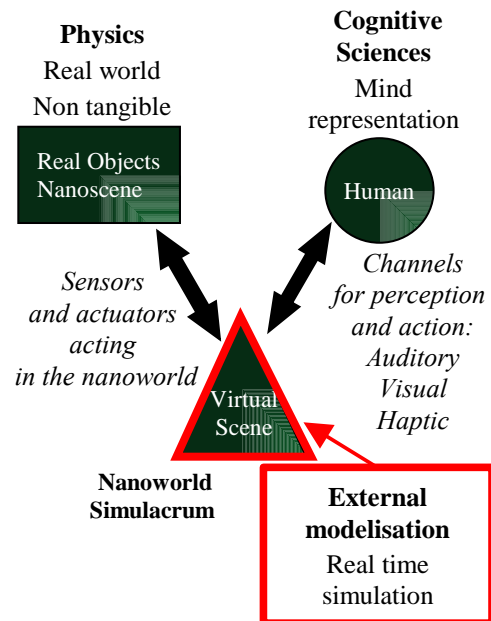 Physics
Real world
Non tangible
Real Objects
Nanoscene
Cognitive
Sciences
Mind
representation
Human
Sensors
and actuators
acting
in the nanoworld
Channels
for perception
and action:
Auditory
Visual
Haptic
Virtual
Scene
Nanoworld
Simulacrum
External
modelisation
Real time
simulation